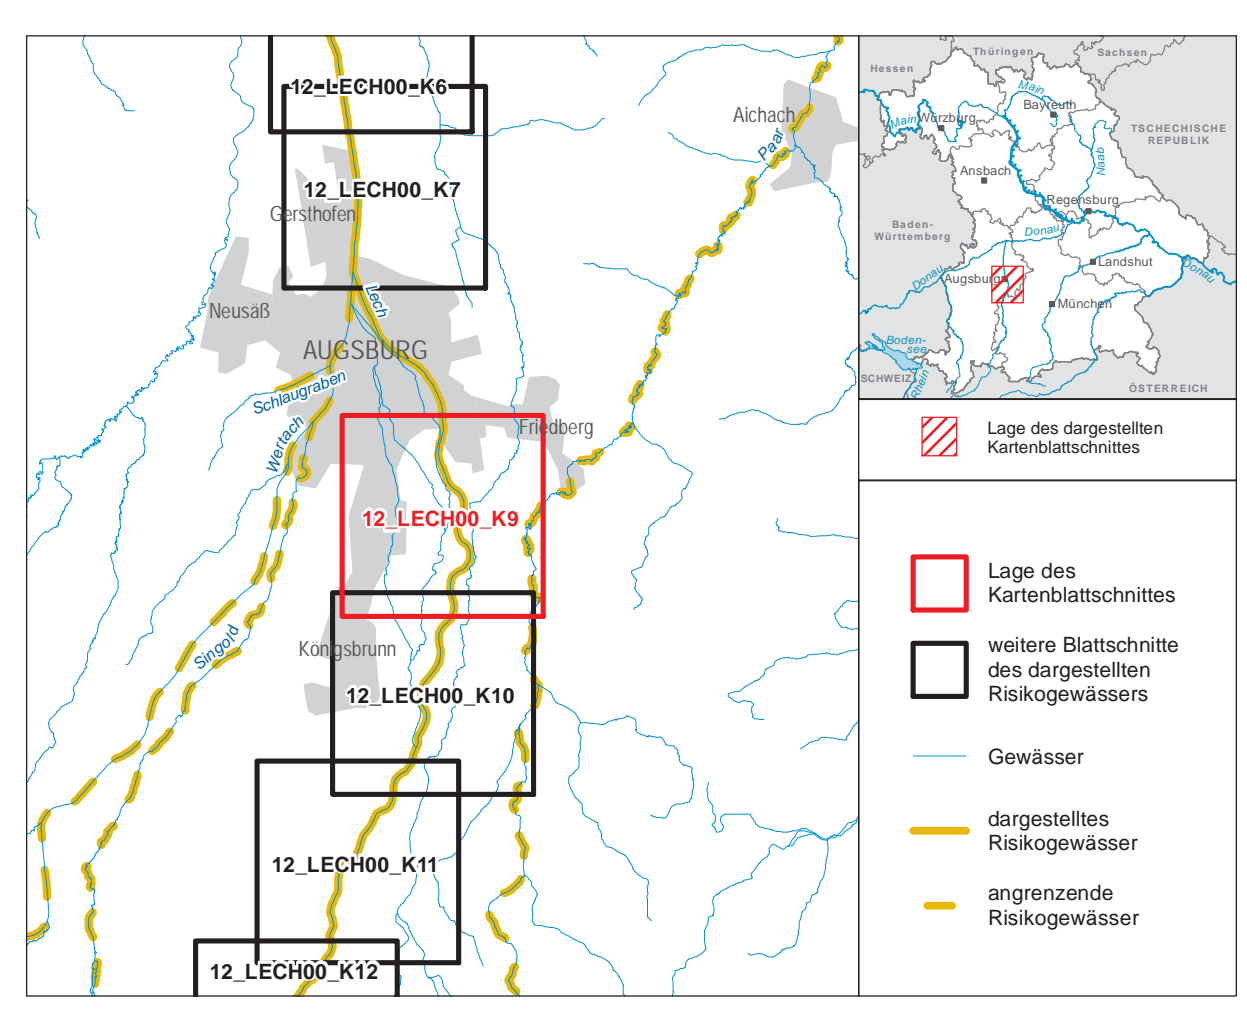 12_LECH00_K6
Aichach
Paar
12_LECH00_K7
Gersthofen
Lech
Neusäß
AUGSBURG
Schlaugraben
Wertach
Friedberg
12_LECH00_K9
Singold
Königsbrunn
12_LECH00_K10
12_LECH00_K11
12_LECH00_K12
Thüringen
Sachsen
Hessen
Main
Bayreuth
Main
Würzburg
TSCHECHISCHE
REPUBLIK
Naab
Ansbach
Regensburg
Baden-
Württemberg
Donau
Landshut
Donau
Donau
Augsburg
München
Boden-
see
SCHWEIZ
Rhein
ÖSTERREICH
Lage des dargestellten
Kartenblattschnittes
Lage des
Kartenblattschnittes
weitere Blattschnitte
des dargestellten
Risikogewässers
Gewässer
dargestelltes
Risikogewässer
angrenzende
Risikogewässer